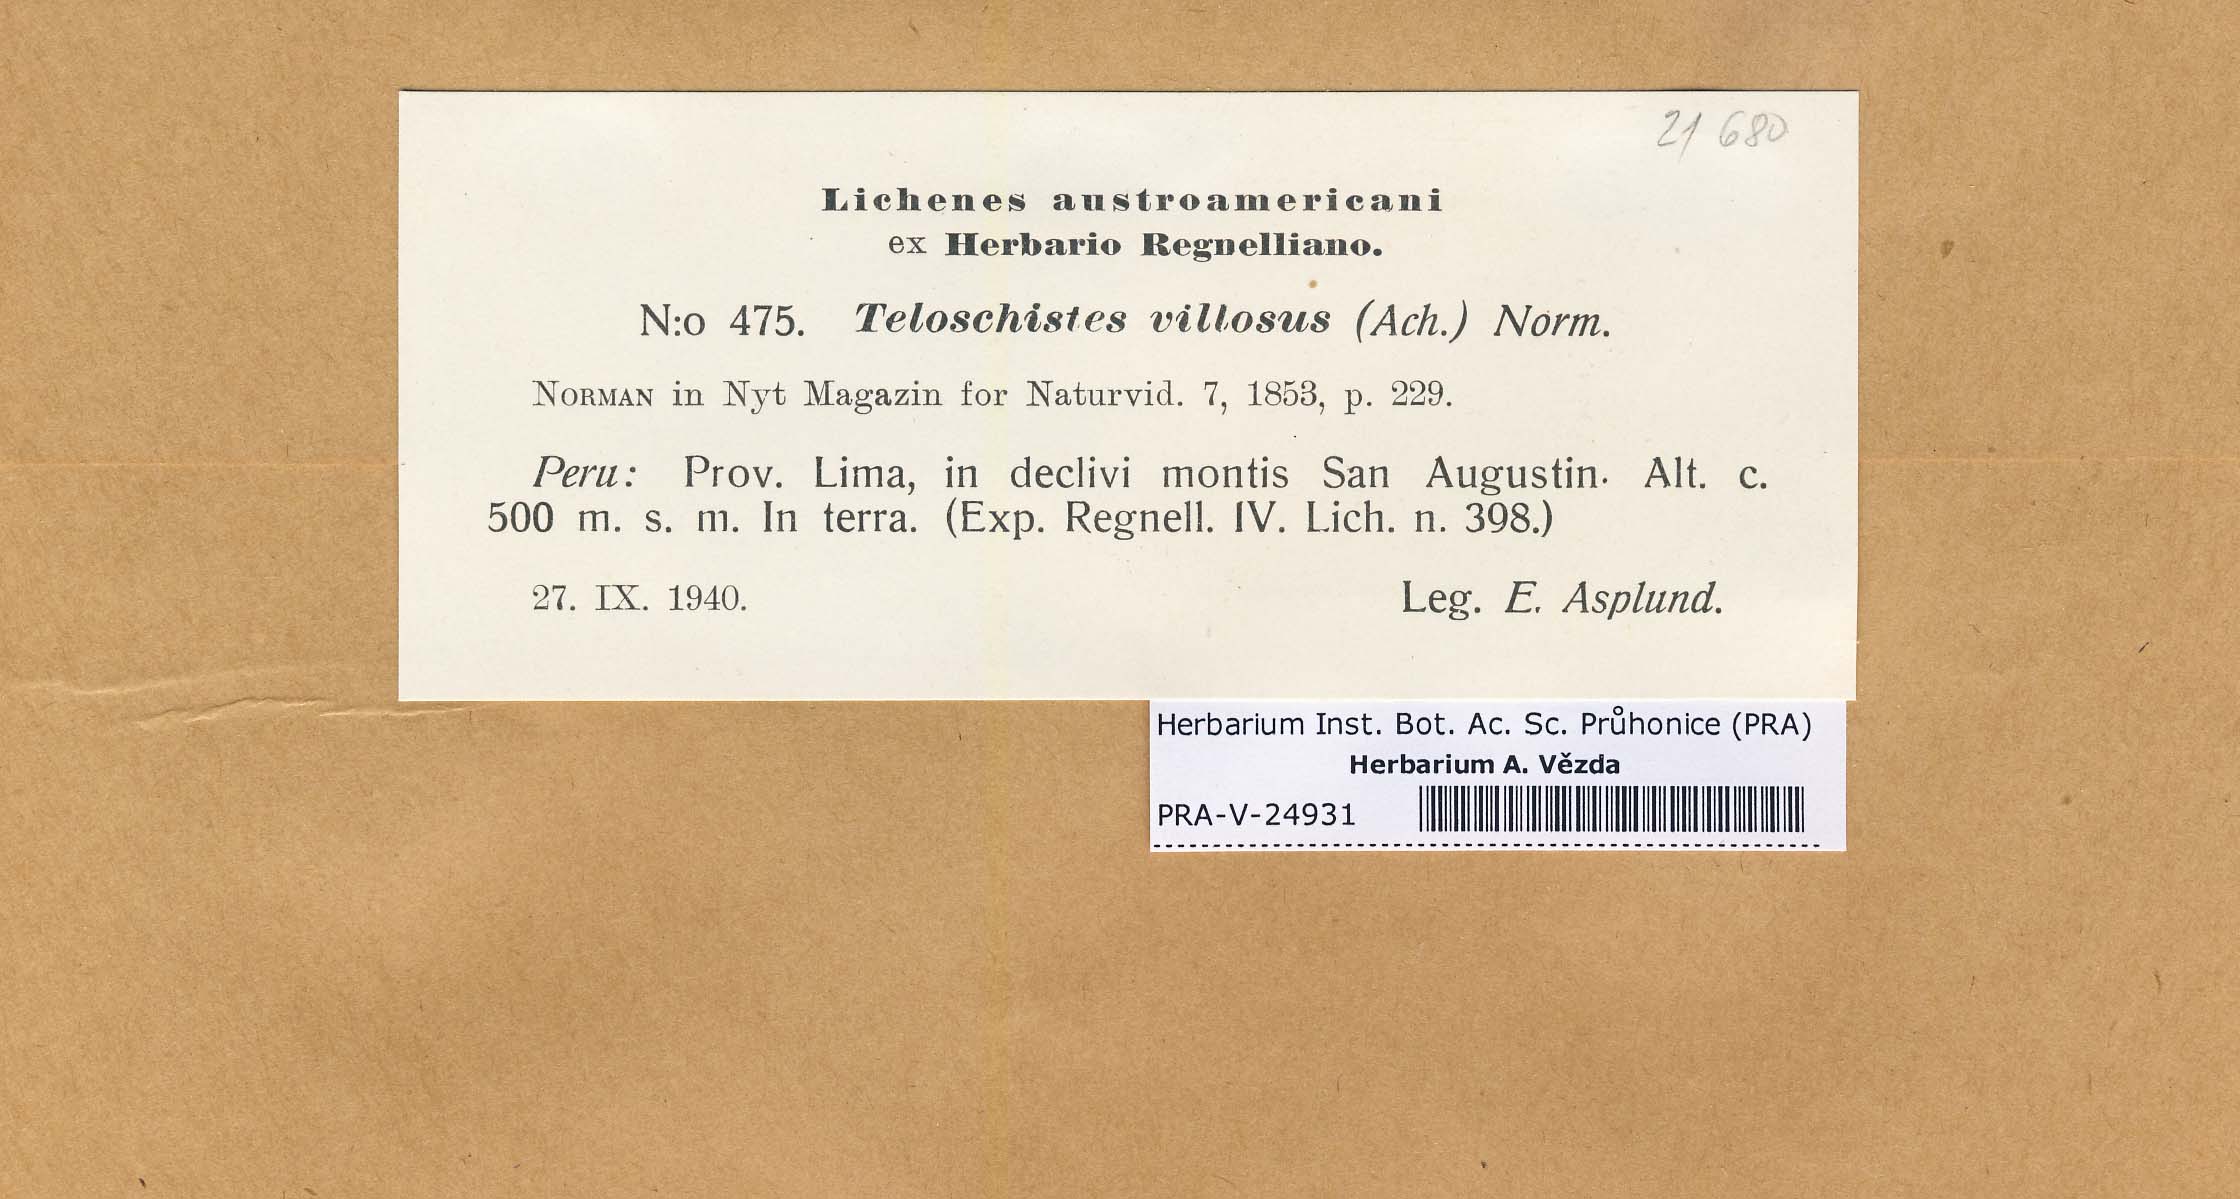 21 680
Lichenes austroamericani
ex Herbario Regnelliano.
N:o 475. Teloschistes villosus (Ach.) Norm.
NORMAN in Nyt Magazin for Naturvid. 7, 1853, p. 229.
Peru: Prov. Lima, in declivi montis San Augustin. Alt. c.
500 m. s. m. In terra. (Exp. Regnell. IV. Lich. n. 398.)
27. IX. 1940. Leg. E. Asplund.
Herbarium Inst. Bot. Ac. Sc. Průhonice (PRA)
Herbarium A. Vězda
PRA-V-24931